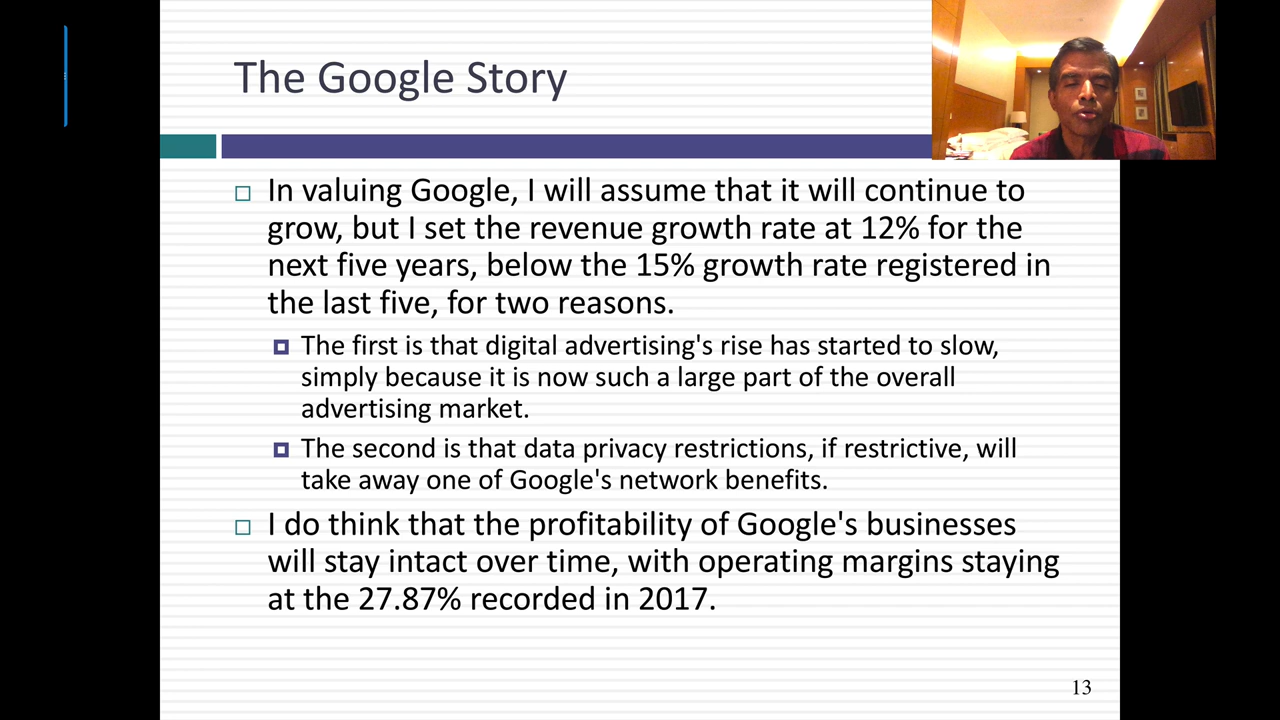 The Google Story
In valuing Google, I will assume that it will continue to
grow, but I set the revenue growth rate at 12% for the
next five years, below the 15% growth rate registered in
the last five, for two reasons.
The first is that digital advertising's rise has started to slow,
simply because it is now such a large part of the overall
advertising market.
The second is that data privacy restrictions, if restrictive, will
take away one of Google's network benefits.
I do think that the profitability of Google's businesses
will stay intact over time, with operating margins staying
at the 27.87% recorded in 2017.
13